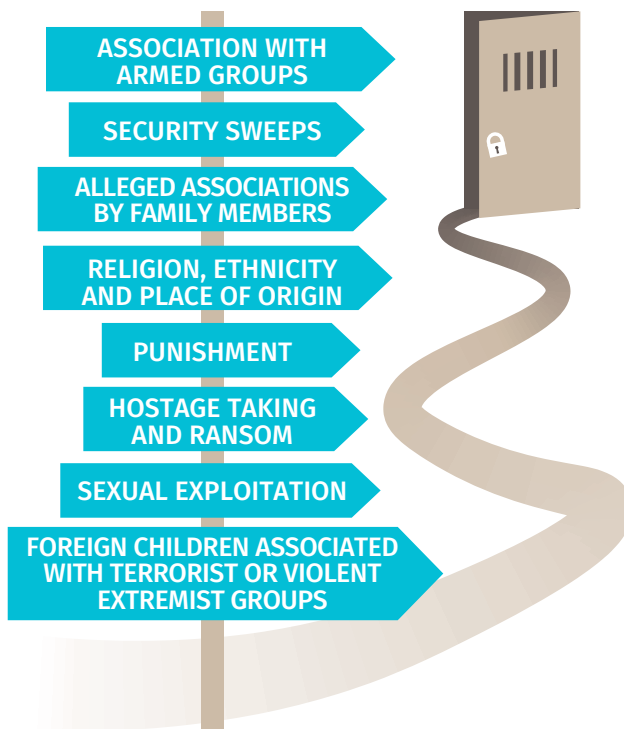 ASSOCIATION WITH
ARMED GROUPS
SECURITY SWEEPS
ALLEGED ASSOCIATIONS
BY FAMILY MEMBERS
RELIGION, ETHNICITY
AND PLACE OF ORIGIN
PUNISHMENT
HOSTAGE TAKING
AND RANSOM
SEXUAL EXPLOITATION
FOREIGN CHILDREN ASSOCIATED
WITH TERRORIST OR VIOLENT
EXTREMIST GROUPS